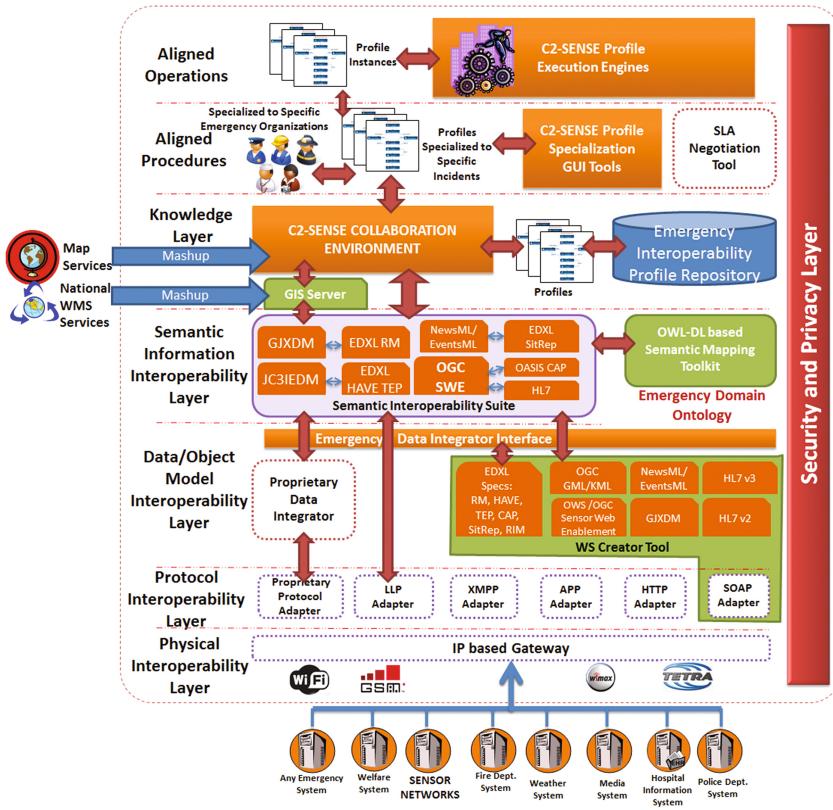 Aligned
Operations
Profile
Instances
C2-SENSE Profile
Execution Engines
Specialized to Specific
Emergency Organizations
Aligned
Procedures
Profiles
Specialized to
Specific
Incidents
C2-SENSE Profile
Specialization
GUI Tools
SLA
Negotiation
Tool
Knowledge
Layer
C2-SENSE COLLABORATION
ENVIRONMENT
Emergency
Interoperability
Profile Repository
Profiles
Map
Services
Mashup
National
WMS
Services
Mashup
GIS Server
Semantic
Information
Interoperability
Layer
GJXDM
EDXL RM
NewsML/
EventsML
EDXL
SitRep
JC3IEDM
EDXL
HAVE TEP
OGC
SWE
OASIS CAP
HL7
Semantic Interoperability Suite
OWL-DL based
Semantic Mapping
Toolkit
Emergency Domain
Ontology
Security and Privacy Layer
Emergency Data Integrator Interface
Data/Object
Model
Interoperability
Layer
Proprietary
Data
Integrator
EDXL
Specs:
RM, HAVE,
TEP, CAP,
SitRep, RIM
OGC
GML/KML
NewsML/
EventsML
HL7 v3
OWS /OGC
Sensor Web
Enablement
GJXDM
HL7 v2
WS Creator Tool
Protocol
Interoperability
Layer
Proprietary
Protocol
Adapter
LLP
Adapter
XMPP
Adapter
APP
Adapter
HTTP
Adapter
SOAP
Adapter
Physical
Interoperability
Layer
IP based Gateway
WiFi
GSM
wimax
TETRA
Any Emergency
System
Welfare
System
SENSOR
NETWORKS
Fire Dept.
System
Weather
System
Media
System
EHR
Hospital
Information
System
Police Dept.
System